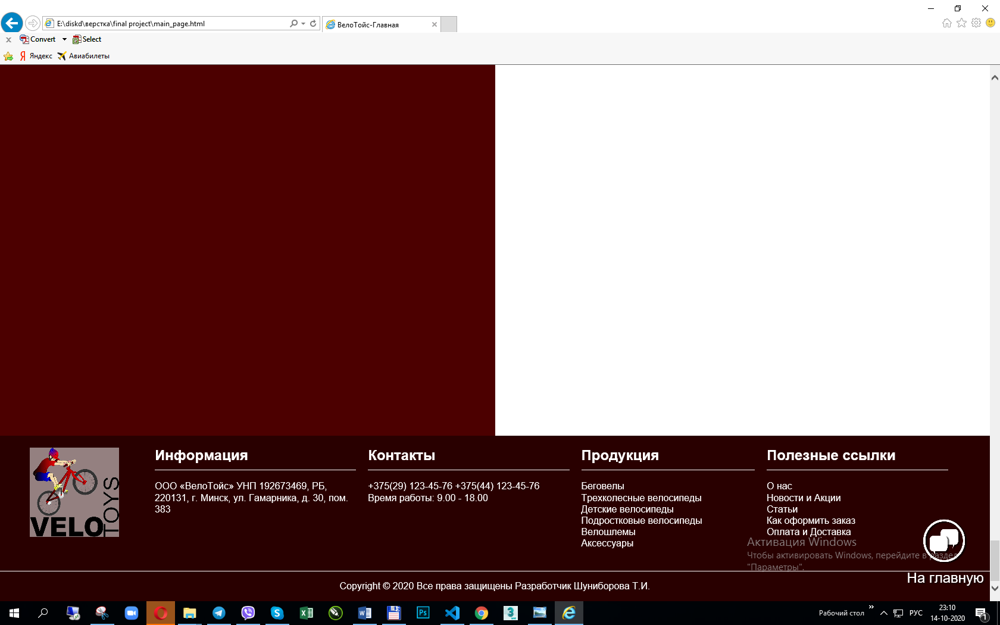 E:\diskd\верстка\final project\main_page.html
ВелоТойс-Главная
Convert
Select
Яндекс
Авиабилеты
VELO
TOYS
Информация
ООО «ВелоТойс» УНП 192673469, РБ,
220131, г. Минск, ул. Гамарника, д. 30, пом.
383
Контакты
+375(29) 123-45-76 +375(44) 123-45-76
Время работы: 9.00 - 18.00
Продукция
Беговелы
Трехколесные велосипеды
Детские велосипеды
Подростковые велосипеды
Велошлемы
Аксессуары
Полезные ссылки
О нас
Новости и Акции
Статьи
Как оформить заказ
Оплата и Доставка
Активация Windows
Чтобы активировать Windows, перейдите в раздел
"Параметры".
На главную
Copyright © 2020 Все права защищены Разработчик Шуниборова Т.И.
Рабочий стол
РУС
23:10
14-10-2020
1